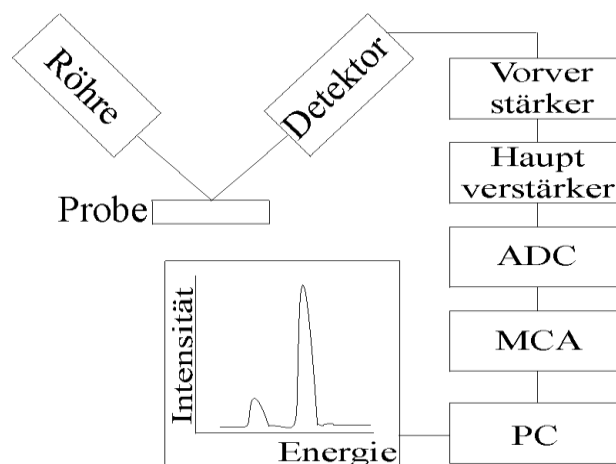 Röhre
Detektor
Vorver
stärker
Haupt
verstärker
Probe
ADC
MCA
PC
Intensität
Energie